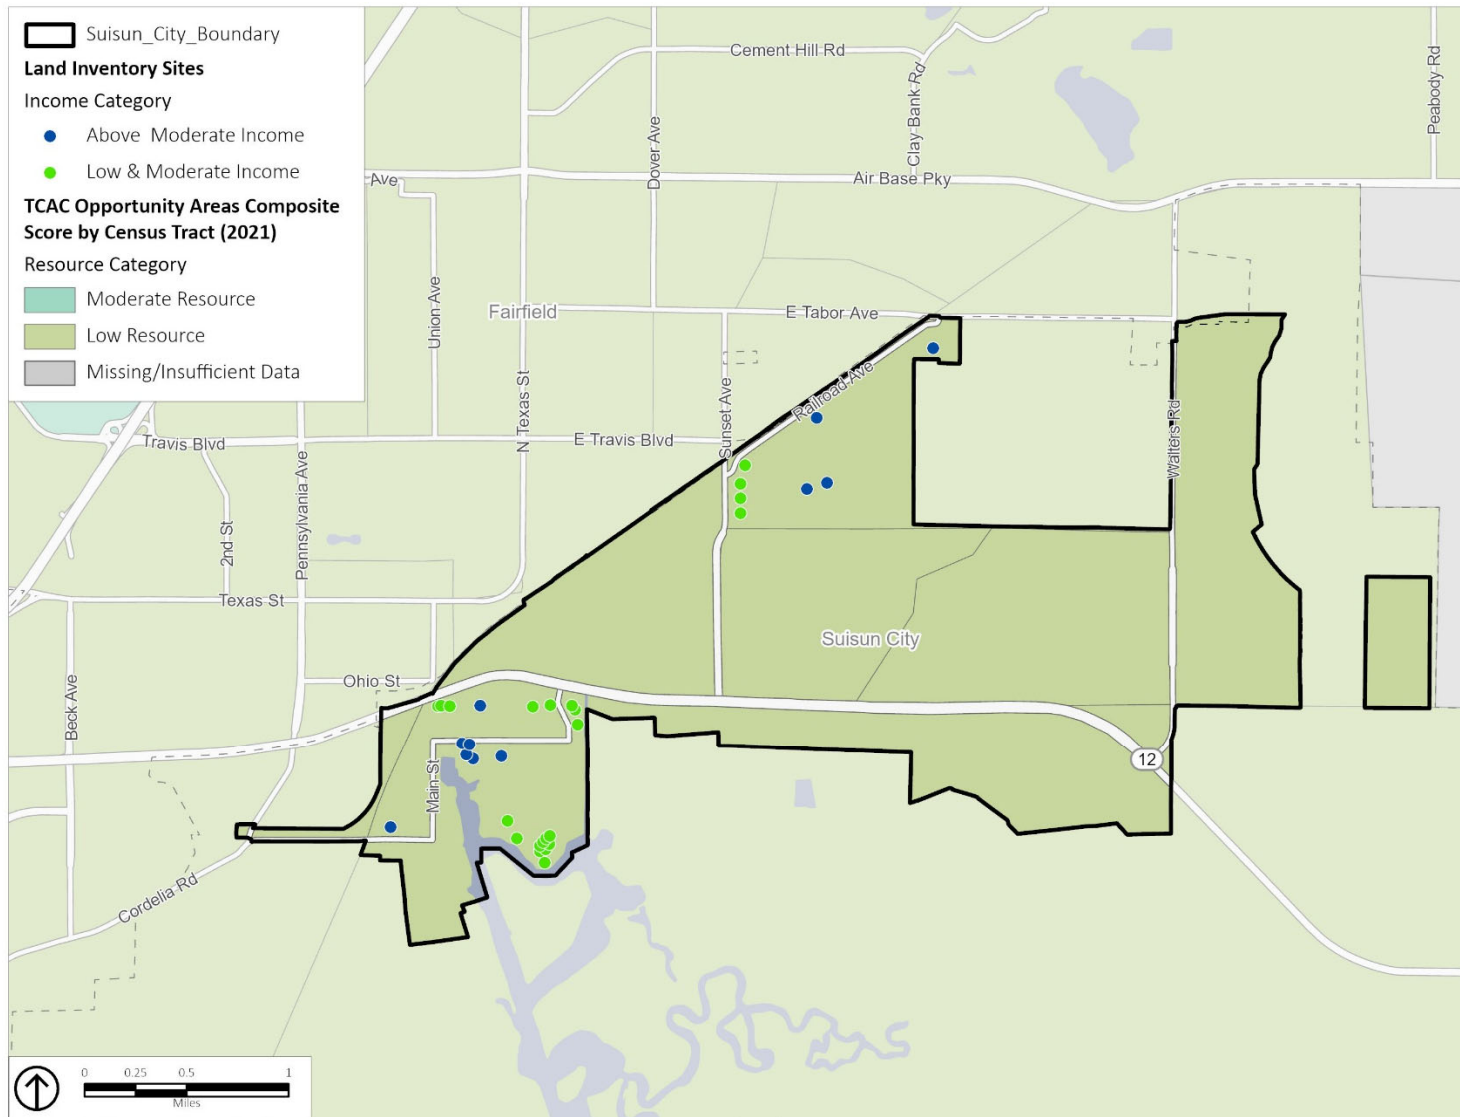 Suisun_City_Boundary
Land Inventory Sites
Income Category
Above Moderate Income
Low & Moderate Income
TCAC Opportunity Areas Composite
Score by Census Tract (2021)
Resource Category
Moderate Resource
Low Resource
Missing/Insufficient Data
Cement Hill Rd
Clay Bank Rd
Peabody Rd
Dover Ave
Ave
Air Base Pky
Union Ave
Fairfield
E Tabor Ave
N Texas St
Sunset Ave
Railroad Ave
Walters Rd
Travis Blvd
E Travis Blvd
Pennsylvania Ave
2nd St
Texas St
Suisun City
Ohio St
Beck Ave
Main St
12
Cordelia Rd
0 0.25 0.5 1
Miles